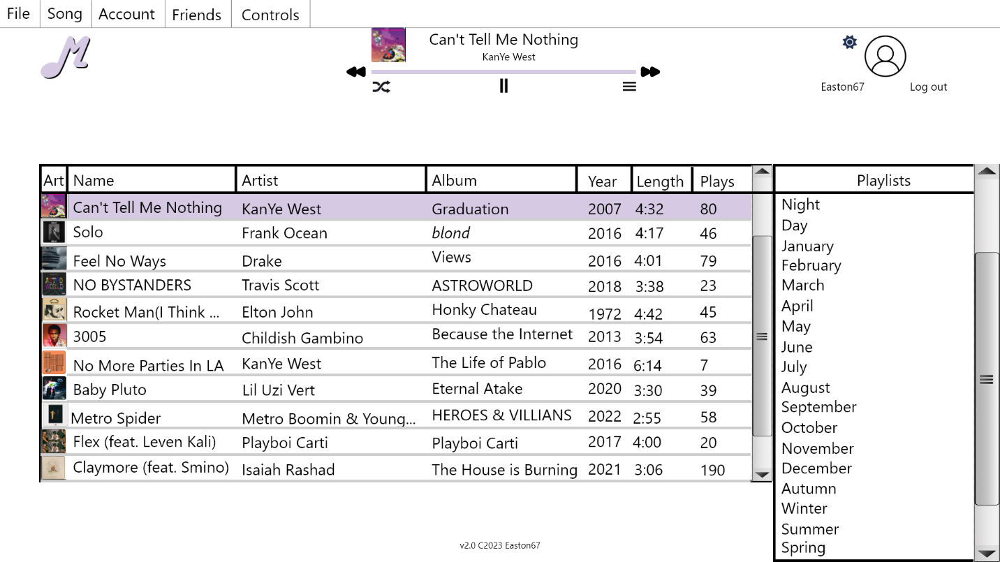 File Song Account Friends Controls
Can't Tell Me Nothing
KanYe West
Easton67 Log out
Art Name Artist Album Year Length Plays
Can't Tell Me Nothing KanYe West Graduation 2007 4:32 80
Solo Frank Ocean blond 2016 4:17 46
Feel No Ways Drake Views 2016 4:01 79
NO BYSTANDERS Travis Scott ASTROWORLD 2018 3:38 23
Rocket Man(I Think ... Elton John Honky Chateau 1972 4:42 45
3005 Childish Gambino Because the Internet 2013 3:54 63
No More Parties In LA KanYe West The Life of Pablo 2016 6:14 7
Baby Pluto Lil Uzi Vert Eternal Atake 2020 3:30 39
Metro Spider Metro Boomin & Young... HEROES & VILLIANS 2022 2:55 58
Flex (feat. Leven Kali) Playboi Carti Playboi Carti 2017 4:00 20
Claymore (feat. Smino) Isaiah Rashad The House is Burning 2021 3:06 190
Playlists
Night
Day
January
February
March
April
May
June
July
August
September
October
November
December
Autumn
Winter
Summer
Spring
v2.0 C2023 Easton67